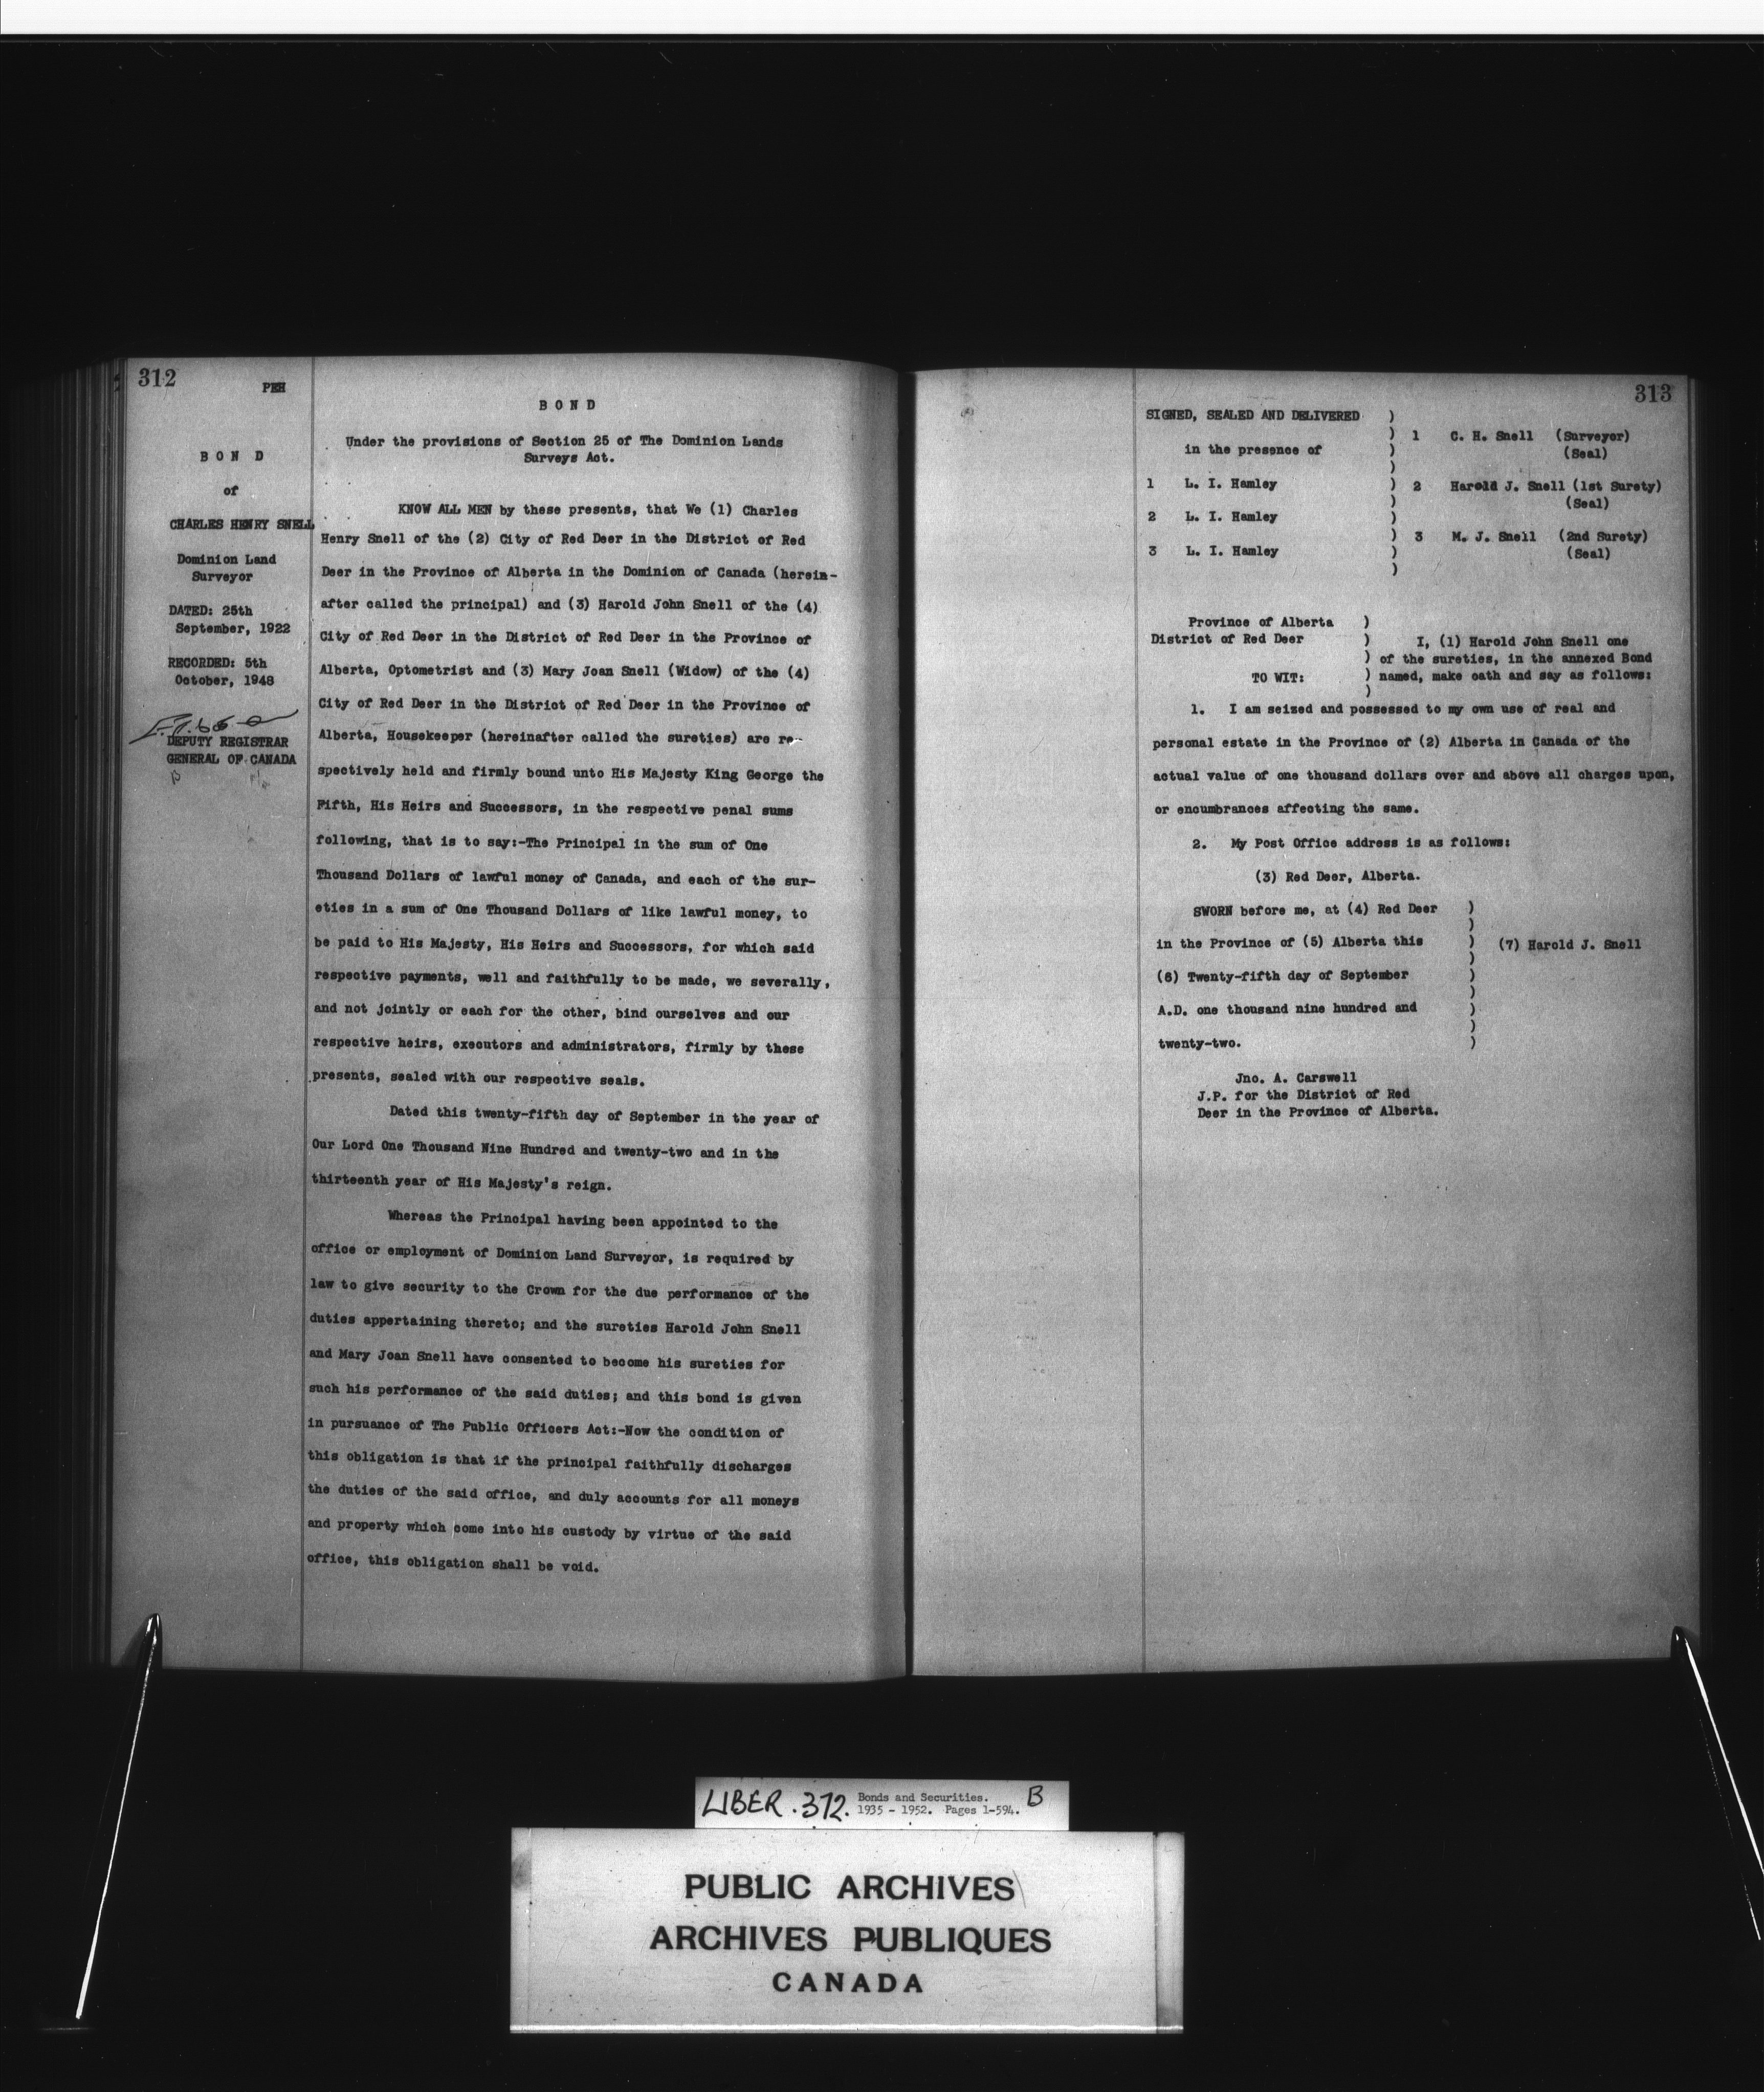 312
PEH
B O N D
of
CHARLES HENRY SNELL
Dominion Land
Surveyor
DATED: 25th
September, 1922
RECORDED: 5th
October, 1948
DEPUTY REGISTRAR
GENERAL OF CANADA
B O N D
Under the provisions of Section 25 of The Dominion Lands
Surveys Act.
KNOW ALL MEN by these presents, that We (1) Charles
Henry Snell of the (2) City of Red Deer in the District of Red
Deer in the Province of Alberta in the Dominion of Canada (herein-
after called the principal) and (3) Harold John Snell of the (4)
City of Red Deer in the District of Red Deer in the Province of
Alberta, Optometrist and (3) Mary Joan Snell (Widow) of the (4)
City of Red Deer in the District of Red Deer in the Province of
Alberta, Housekeeper (hereinafter called the sureties) are re-
spectively held and firmly bound unto His Majesty King George the
Fifth, His Heirs and Successors, in the respective penal sums
following, that is to say:-The Principal in the sum of One
Thousand Dollars of lawful money of Canada, and each of the sur-
eties in a sum of One Thousand Dollars of like lawful money, to
be paid to His Majesty, His Heirs and Successors, for which said
respective payments, well and faithfully to be made, we severally,
and not jointly or each for the other, bind ourselves and our
respective heirs, executors and administrators, firmly by these
presents, sealed with our respective seals.
Dated this twenty-fifth day of September in the year of
Our Lord One Thousand Nine Hundred and twenty-two and in the
thirteenth year of His Majesty's reign.
Whereas the Principal having been appointed to the
office or employment of Dominion Land Surveyor, is required by
law to give security to the Crown for the due performance of the
duties appertaining thereto; and the sureties Harold John Snell
and Mary Joan Snell have consented to become his sureties for
such his performance of the said duties; and this bond is given
in pursuance of The Public Officers Act:-Now the condition of
this obligation is that if the principal faithfully discharges
the duties of the said office, and duly accounts for all moneys
and property which come into his custody by virtue of the said
office, this obligation shall be void.
313
SIGNED, SEALED AND DELIVERED )
in the presence of )
1 L. I. Hamley )
2 L. I. Hamley )
3 L. I. Hamley )
1 C. H. Snell (Surveyor)
(Seal)
2 Harold J. Snell (1st Surety)
(Seal)
3 M. J. Snell (2nd Surety)
(Seal)
Province of Alberta )
District of Red Deer )
TO WIT: )
I, (1) Harold John Snell one
of the sureties, in the annexed Bond
named, make oath and say as follows:
1. I am seized and possessed to my own use of real and
personal estate in the Province of (2) Alberta in Canada of the
actual value of one thousand dollars over and above all charges upon,
or encumbrances affecting the same.
2. My Post Office address is as follows:
(3) Red Deer, Alberta.
SWORN before me, at (4) Red Deer )
in the Province of (5) Alberta this ) (7) Harold J. Snell
(6) Twenty-fifth day of September )
A.D. one thousand nine hundred and )
twenty-two. )
Jno. A. Carswell
J.P. for the District of Red
Deer in the Province of Alberta.
LIBER. 372. Bonds and Securities. B
1935 - 1952. Pages 1-594.
PUBLIC ARCHIVES
ARCHIVES PUBLIQUES
CANADA